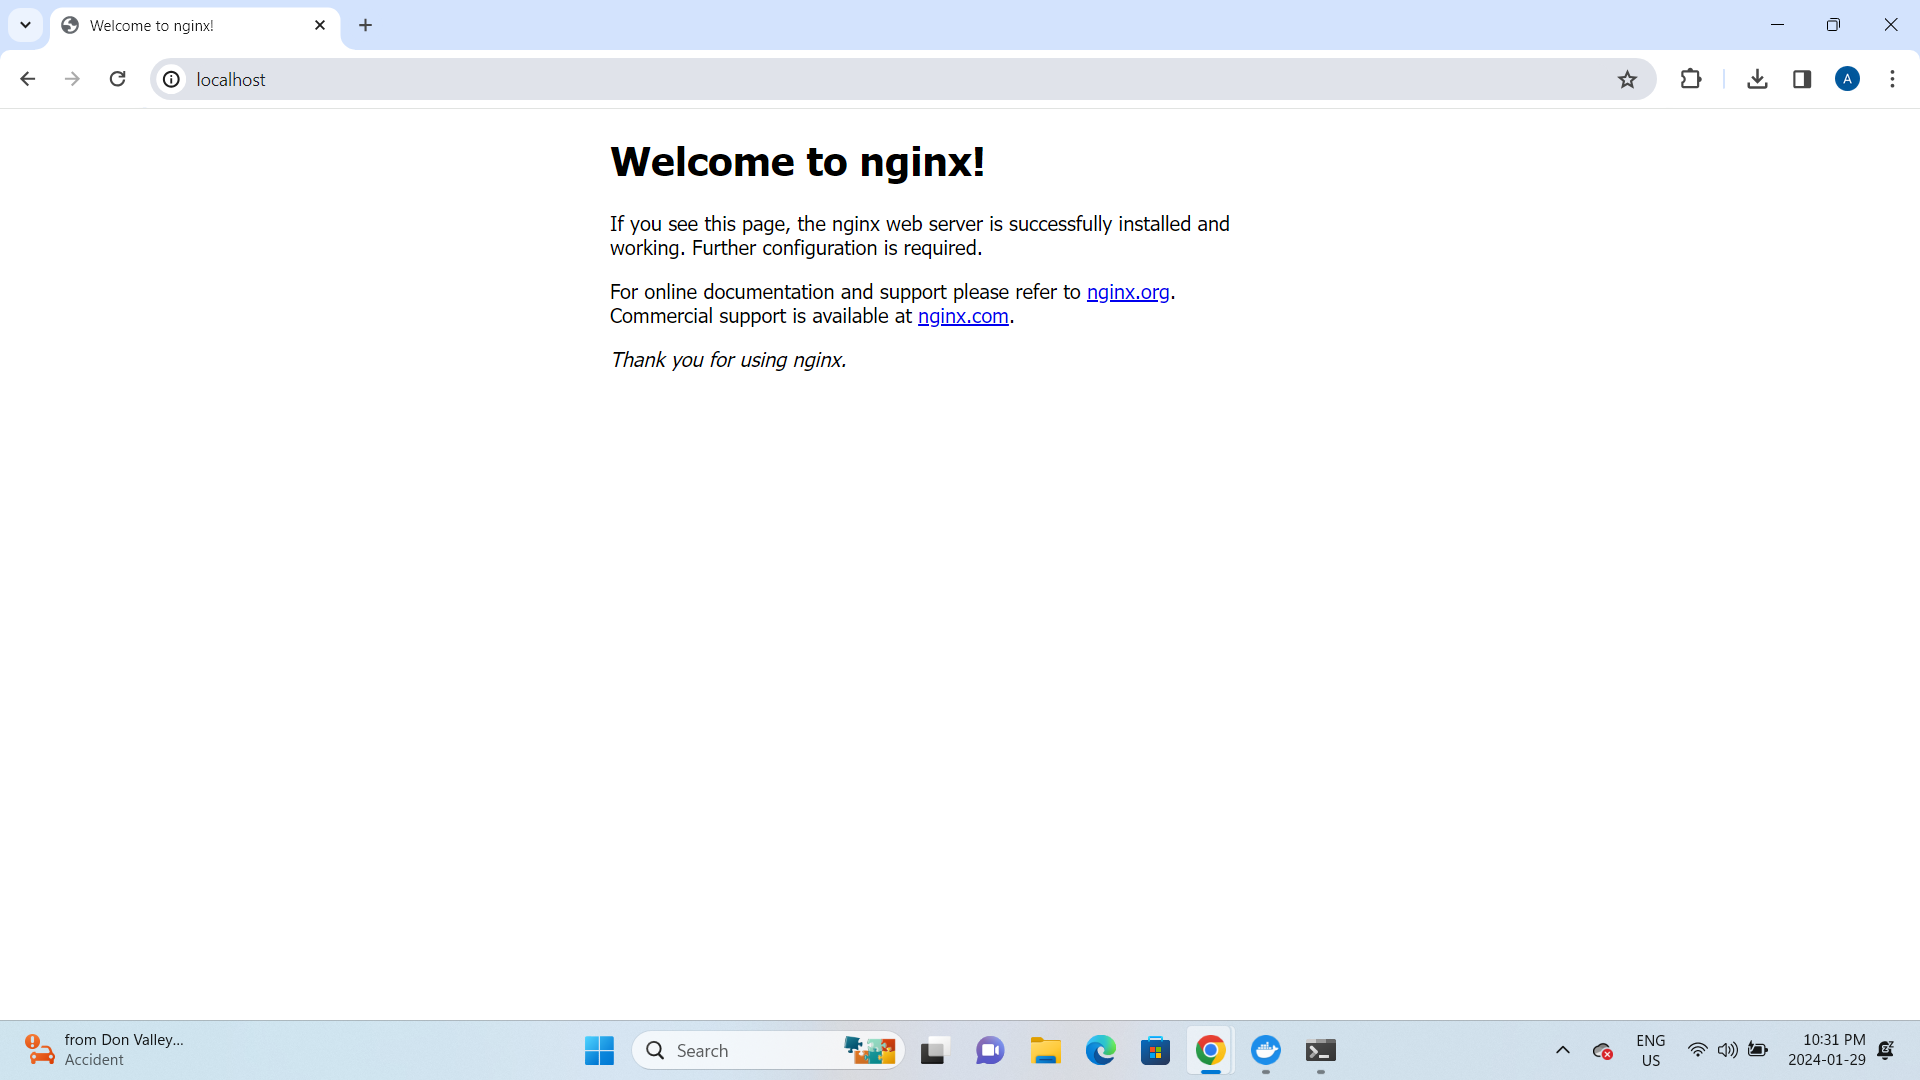 Welcome to nginx!
localhost
A
Welcome to nginx!
If you see this page, the nginx web server is successfully installed and
working. Further configuration is required.
For online documentation and support please refer to nginx.org.
Commercial support is available at nginx.com.
Thank you for using nginx.
from Don Valley...
Accident
Search
ENG
US
10:31 PM
2024-01-29